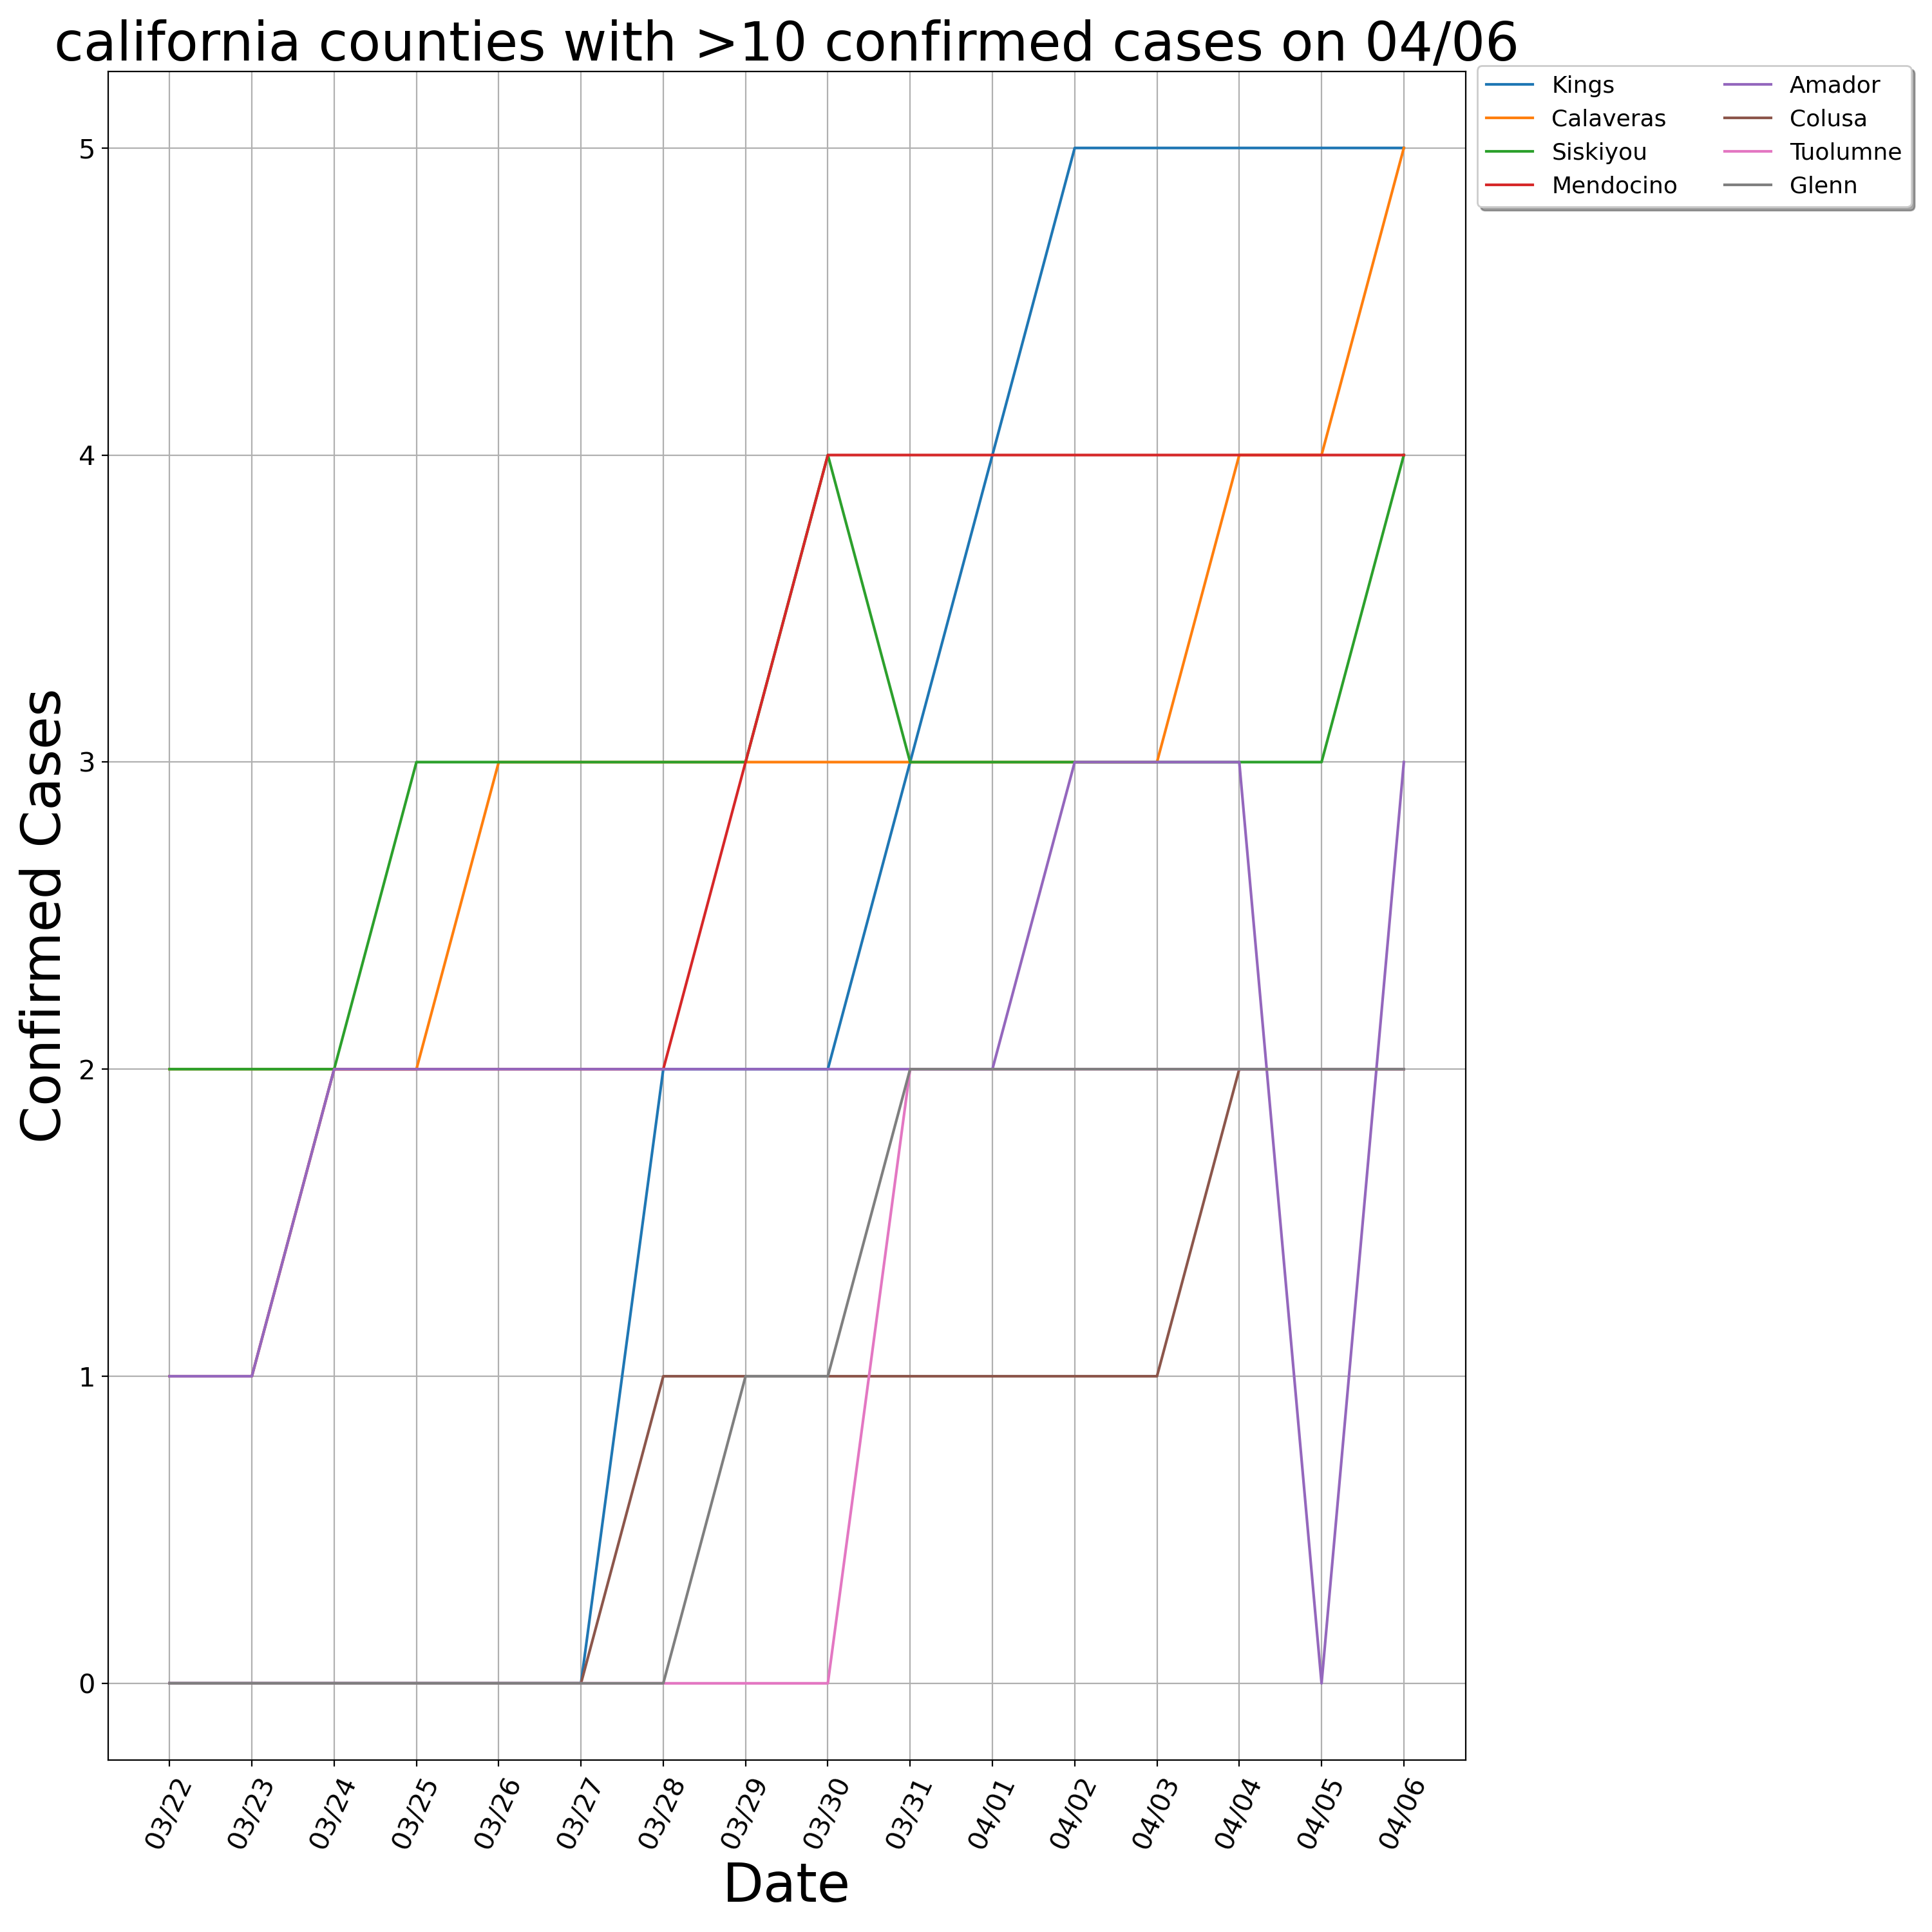 california counties with >10 confirmed cases on 04/06
Kings
Calaveras
Siskiyou
Mendocino
Amador
Colusa
Tuolumne
Glenn
Confirmed Cases
5
4
3
2
1
0
03/22
03/23
03/24
03/25
03/26
03/27
03/28
03/29
03/30
03/31
04/01
04/02
04/03
04/04
04/05
04/06
Date